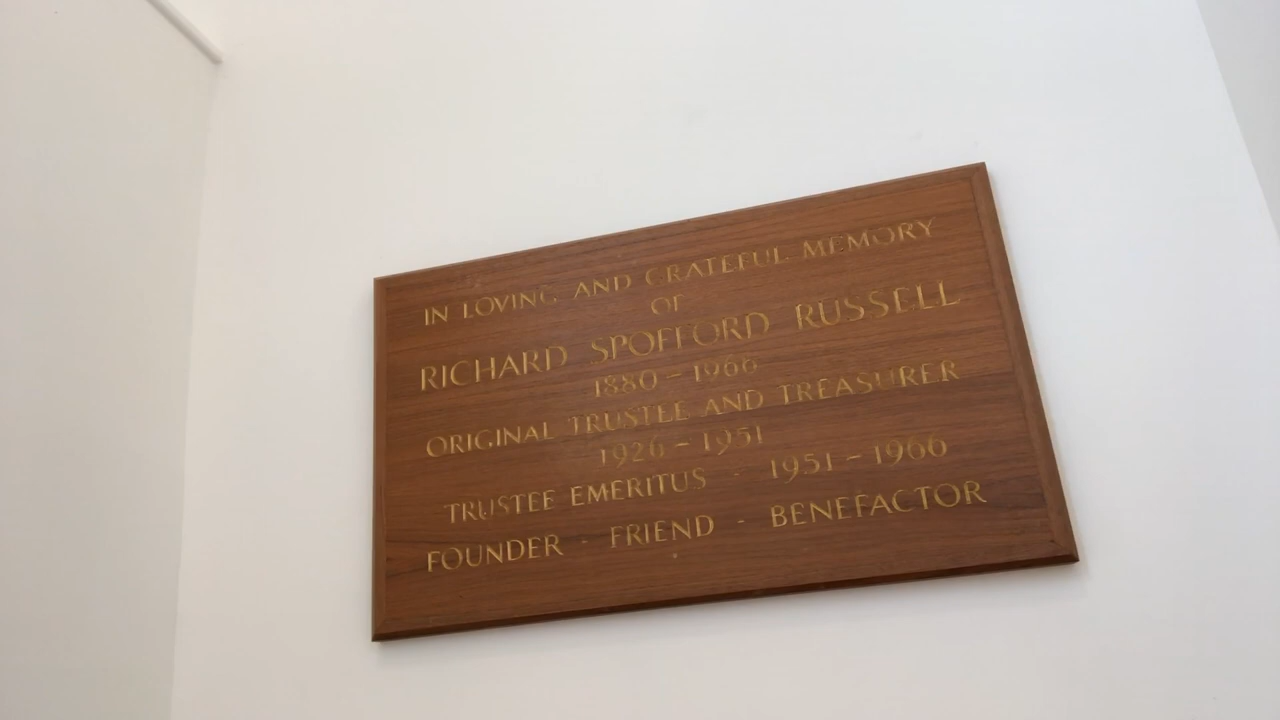 IN LOVING AND GRATEFUL MEMORY
OF
RICHARD SPOFFORD RUSSELL
1880 – 1966
ORIGINAL TRUSTEE AND TREASURER
1926 – 1951
TRUSTEE EMERITUS - 1951 – 1966
FOUNDER - FRIEND - BENEFACTOR